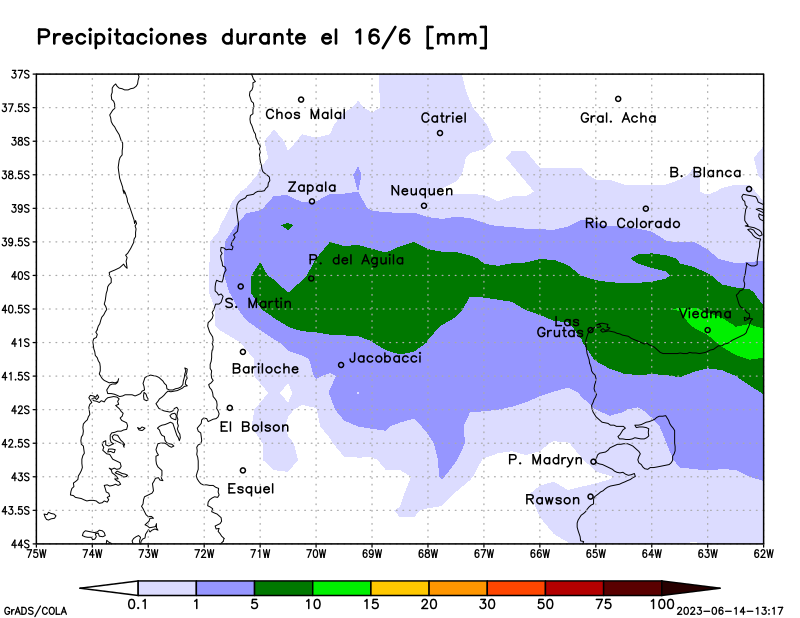 Precipitaciones durante el 16/6 [mm]
37S
37.5S
38S
38.5S
39S
39.5S
40S
40.5S
41S
41.5S
42S
42.5S
43S
43.5S
44S
Chos Malal
Catriel
Gral. Acha
B. Blanca
Zapala
Neuquen
Rio Colorado
P. del Aguila
S. Martin
Viedma
Las
Grutas
Jacobacci
Bariloche
El Bolson
P. Madryn
Esquel
Rawson
75W 74W 73W 72W 71W 70W 69W 68W 67W 66W 65W 64W 63W 62W
0.1 1 5 10 15 20 30 50 75 100
GrADS/COLA
2023-06-14-13:17